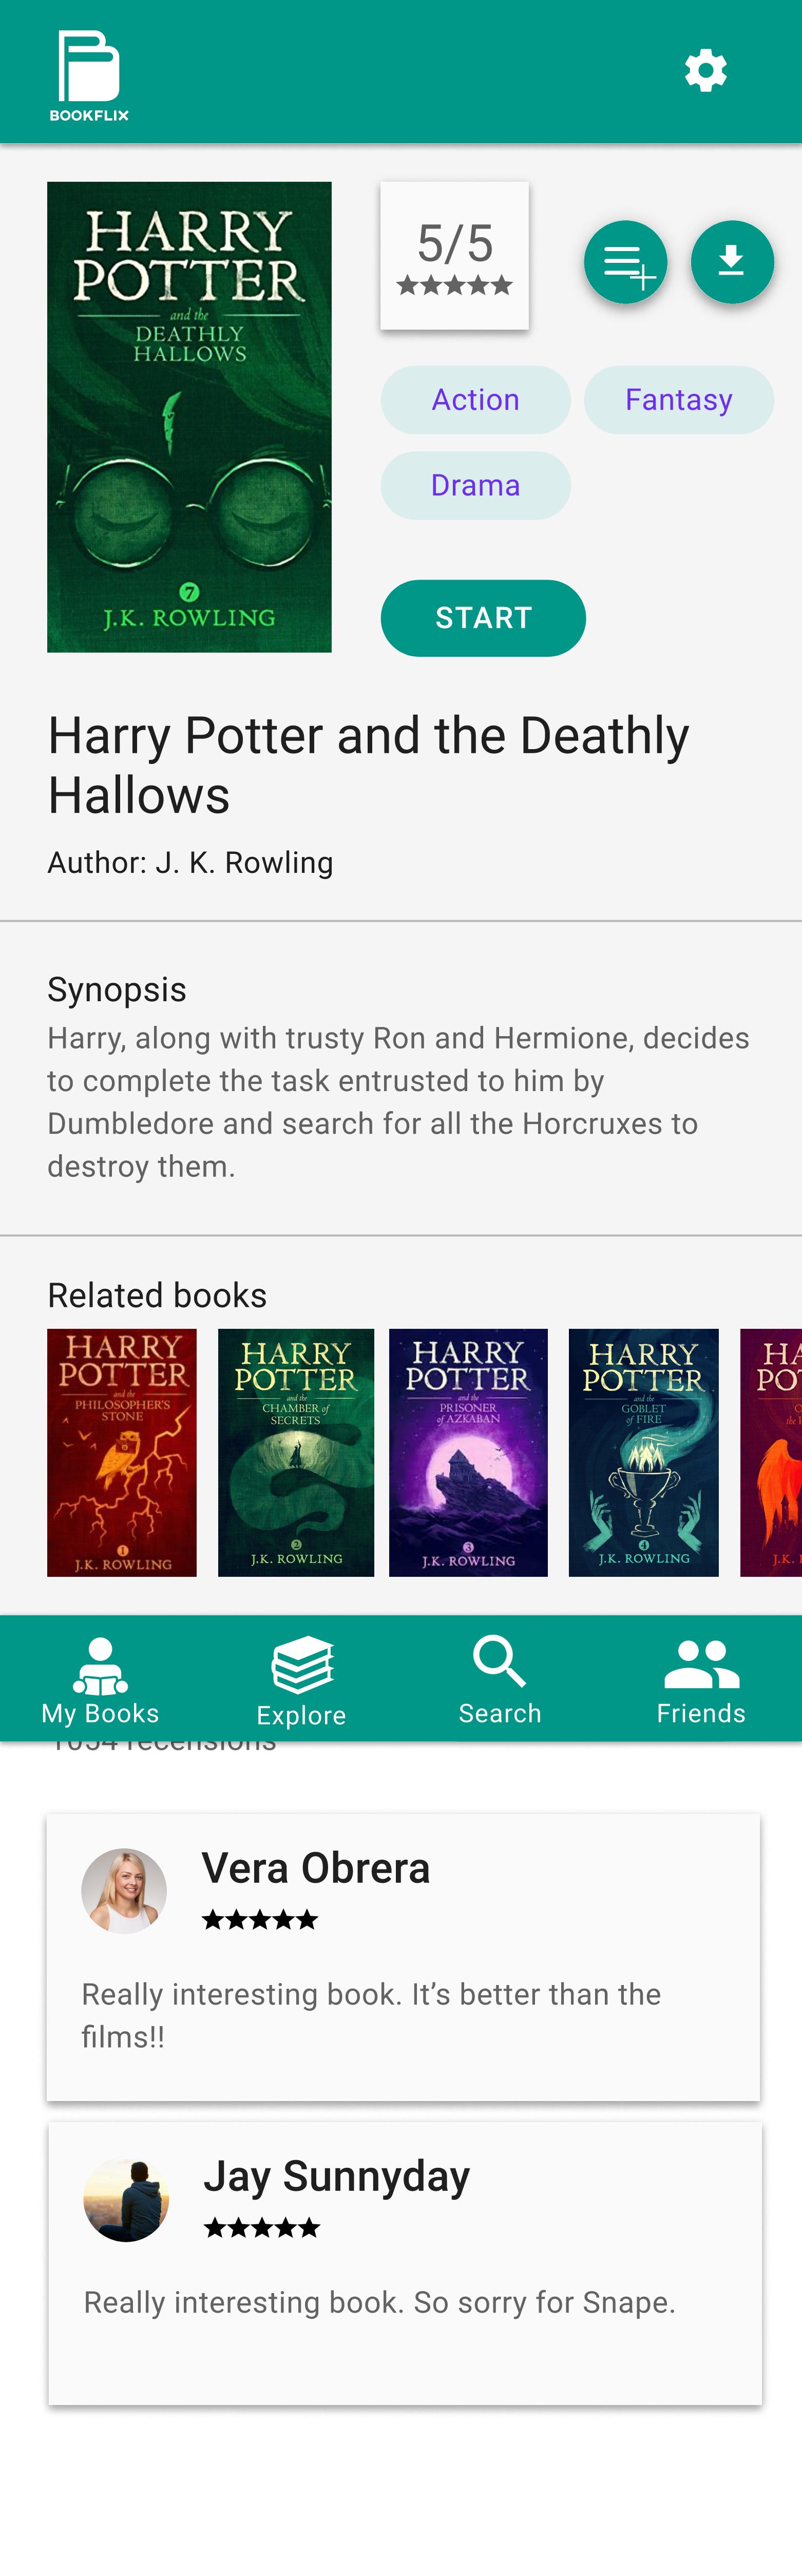 BOOKFLIX
HARRY
POTTER
and the
DEATHLY
HALLOWS
7
J.K. ROWLING
5/5
Action
Fantasy
Drama
START
Harry Potter and the Deathly
Hallows
Author: J. K. Rowling
Synopsis
Harry, along with trusty Ron and Hermione, decides
to complete the task entrusted to him by
Dumbledore and search for all the Horcruxes to
destroy them.
Related books
HARRY
POTTER
and the
PHILOSOPHER'S
STONE
1
J.K. ROWLING
HARRY
POTTER
and the
CHAMBER of
SECRETS
2
J.K. ROWLING
HARRY
POTTER
and the
PRISONER
of AZKABAN
3
J.K. ROWLING
HARRY
POTTER
and the
GOBLET
of FIRE
4
J.K. ROWLING
HA
PO
J.K.
My Books
Explore
Search
Friends
1054 recensions
Vera Obrera
Really interesting book. It’s better than the
films!!
Jay Sunnyday
Really interesting book. So sorry for Snape.